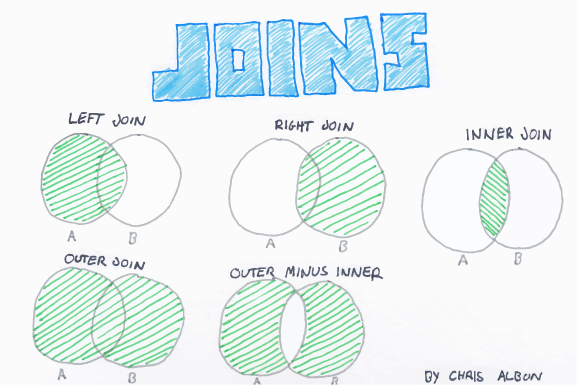 JOINS
LEFT JOIN
A B
RIGHT JOIN
A B
INNER JOIN
A B
OUTER JOIN
A B
OUTER MINUS INNER
A B
BY CHRIS ALBON